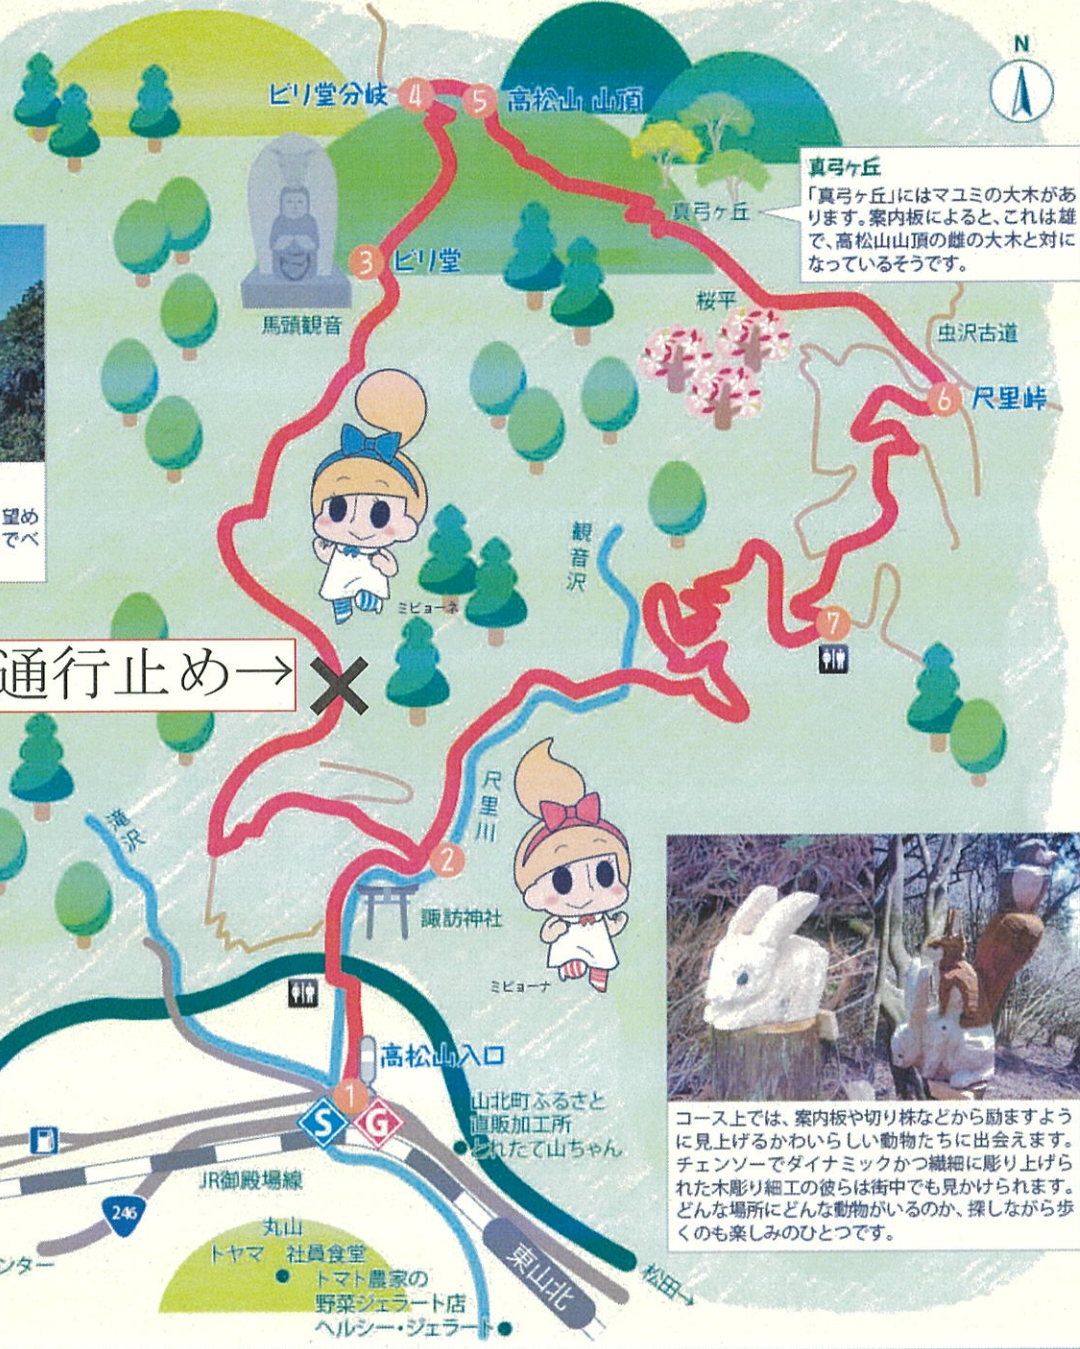 N
ビリ堂分岐
4
5
高松山 山頂
真弓ヶ丘
「真弓ヶ丘」にはマユミの大木があ
ります。案内板によると、これは雄
で、高松山山頂の雌の大木と対に
なっているそうです。
真弓ヶ丘
3
ビリ堂
馬頭観音
桜平
虫沢古道
6
尺里峠
望め
でべ
観音沢
ミビョーネ
7
通行止め→
尺里川
滝沢
2
諏訪神社
ミビョーナ
高松山入口
1
S
G
山北町ふるさと
直販加工所
とれたて山ちゃん
JR御殿場線
246
丸山
トヤマ 社員食堂
トマト農家の
野菜ジェラート店
ヘルシー・ジェラート
東山北
松田→
ンター
コース上では、案内板や切り株などから励ますよう
に見上げるかわいらしい動物たちに出会えます。
チェンソーでダイナミックかつ繊細に彫り上げら
れた木彫り細工の彼らは街中でも見かけられます。
どんな場所にどんな動物がいるのか、探しながら歩
くのも楽しみのひとつです。